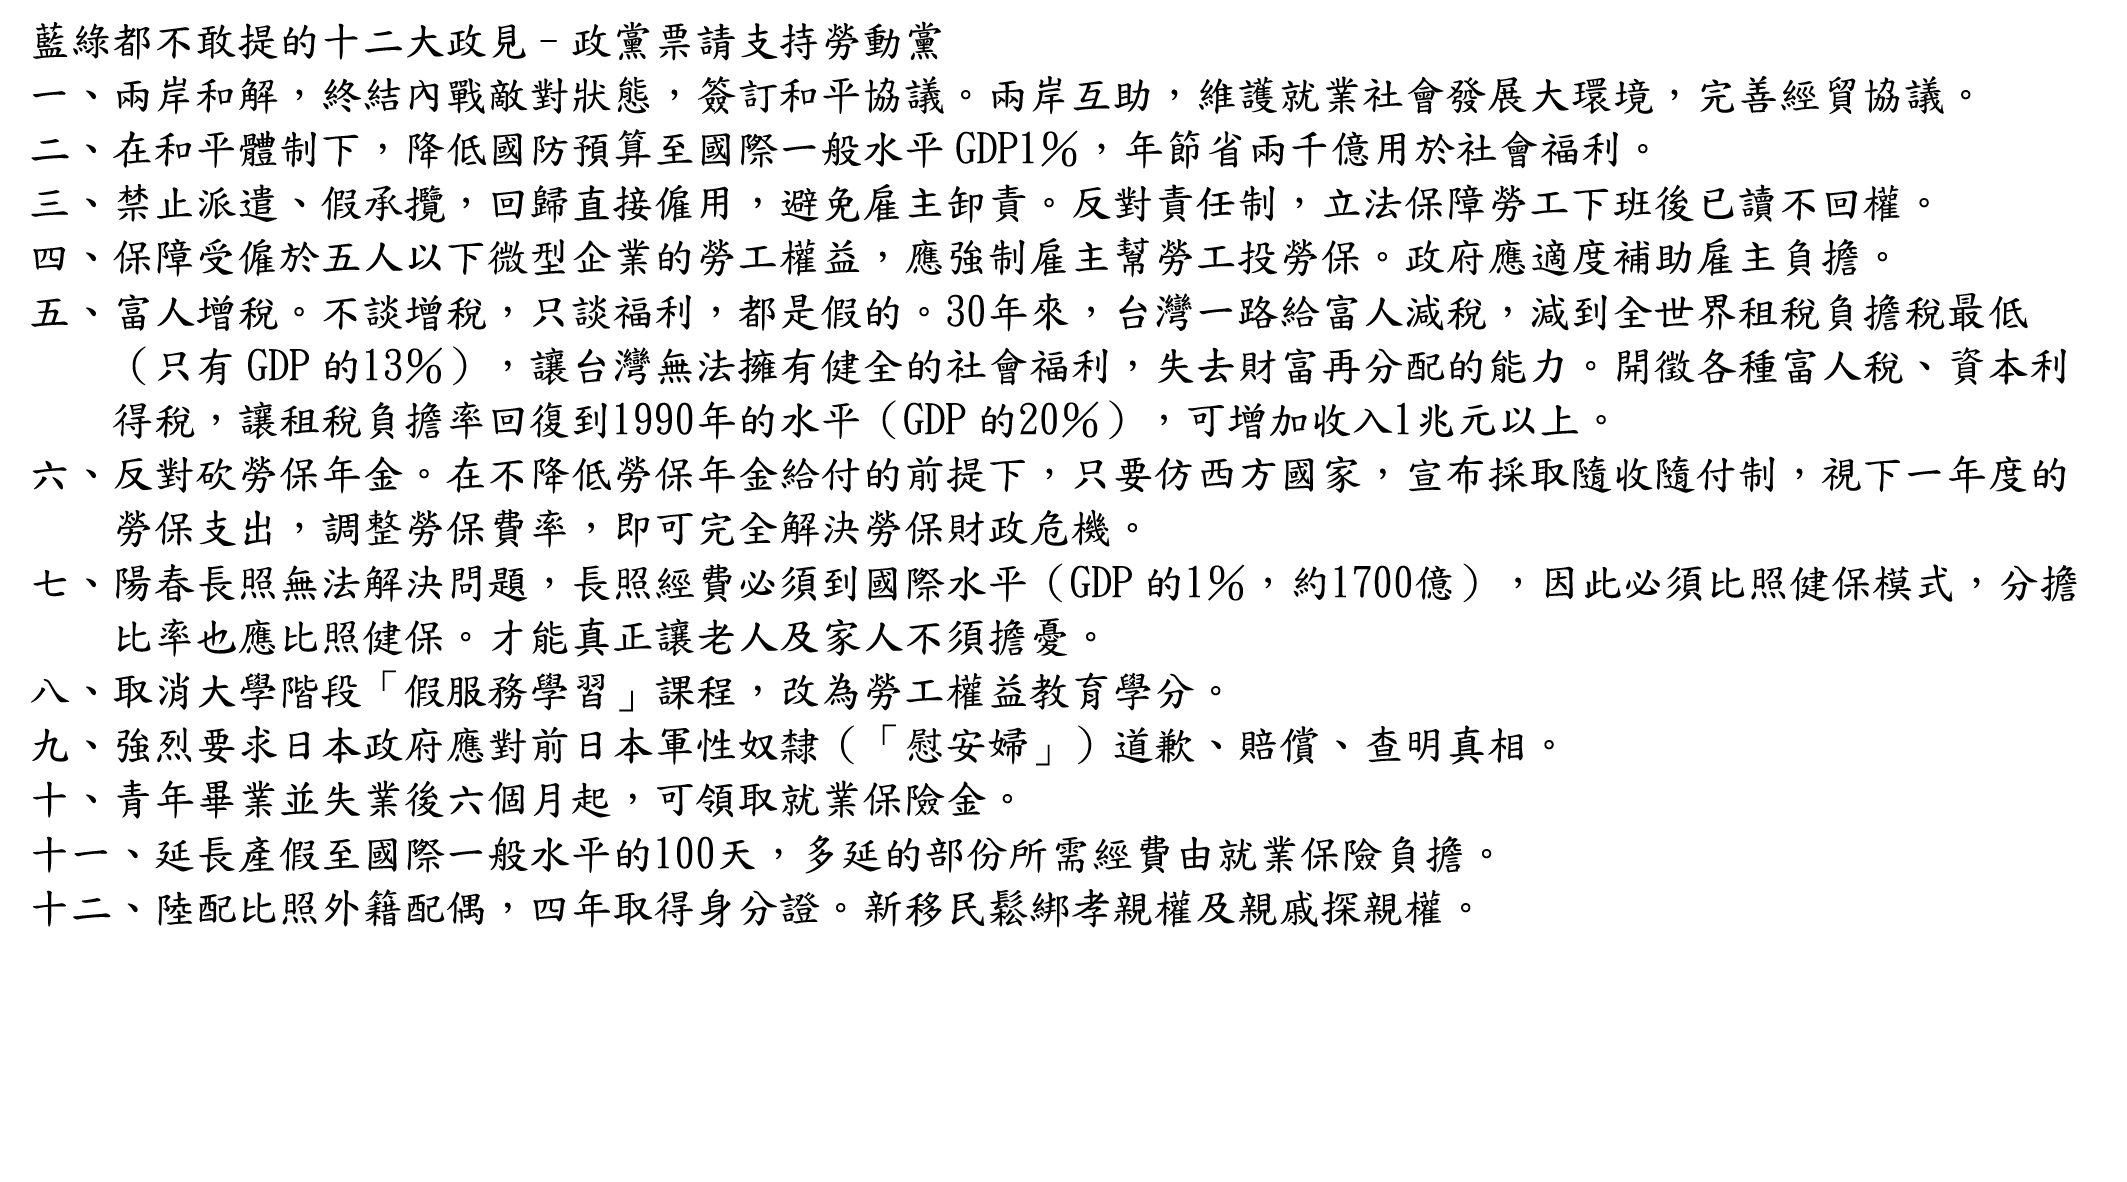 藍綠都不敢提的十二大政見–政黨票請支持勞動黨
一、兩岸和解，終結內戰敵對狀態，簽訂和平協議。兩岸互助，維護就業社會發展大環境，完善經貿協議。
二、在和平體制下，降低國防預算至國際一般水平 GDP1%，年節省兩千億用於社會福利。
三、禁止派遣、假承攬，回歸直接僱用，避免雇主卸責。反對責任制，立法保障勞工下班後已讀不回權。
四、保障受僱於五人以下微型企業的勞工權益，應強制雇主幫勞工投勞保。政府應適度補助雇主負擔。
五、富人增稅。不談增稅，只談福利，都是假的。30年來，台灣一路給富人減稅，減到全世界租稅負擔稅最低
（只有 GDP 的13%），讓台灣無法擁有健全的社會福利，失去財富再分配的能力。開徵各種富人稅、資本利
得稅，讓租稅負擔率回復到1990年的水平（GDP 的20%），可增加收入1兆元以上。
六、反對砍勞保年金。在不降低勞保年金給付的前提下，只要仿西方國家，宣布採取隨收隨付制，視下一年度的
勞保支出，調整勞保費率，即可完全解決勞保財政危機。
七、陽春長照無法解決問題，長照經費必須到國際水平（GDP 的1%，約1700億），因此必須比照健保模式，分擔
比率也應比照健保。才能真正讓老人及家人不須擔憂。
八、取消大學階段「假服務學習」課程，改為勞工權益教育學分。
九、強烈要求日本政府應對前日本軍性奴隸（「慰安婦」）道歉、賠償、查明真相。
十、青年畢業並失業後六個月起，可領取就業保險金。
十一、延長產假至國際一般水平的100天，多延的部份所需經費由就業保險負擔。
十二、陸配比照外籍配偶，四年取得身分證。新移民鬆綁孝親權及親戚探親權。